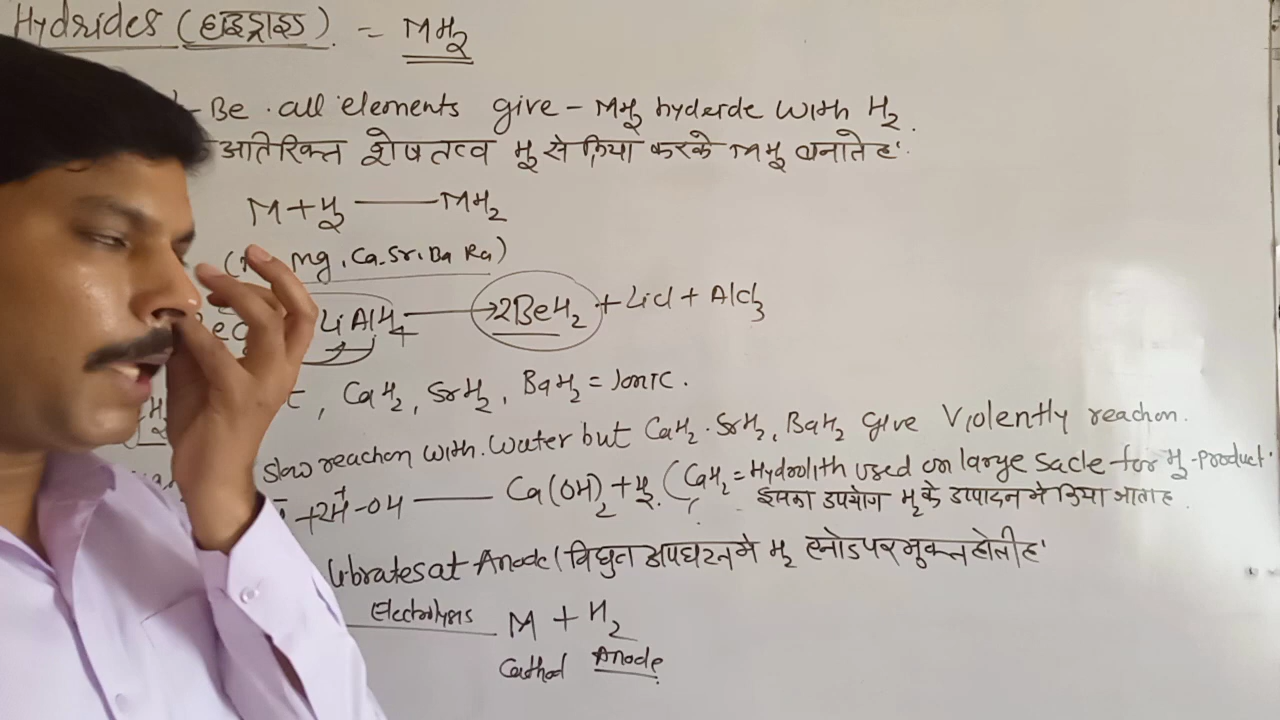 Hydrides (हाइड्राइड) = MH₂
Be . all elements give - MH₂ hyderde with H₂.
अतिरिक्त शेष तत्व H₂ से क्रिया करके MH₂ बनाते ह'.
M + H₂ —— MH₂
Mg, Ca. Sr. Ba Ra)
LiAlH₄ → 2BeH₂ + LiCl + AlCl₃
, CaH₂, SrH₂, BaH₂ = Ionic.
Slow reachon with. water but CaH₂. SrH₂, BaH₂ give Violently reachon.
+ 2H⁺-OH —— Ca(OH)₂ + H₂. (CaH₂ = Hydrolith used on large Sacle for H₂-Product'
इसका उपयोग H₂ के उत्पादन मे किया जाता ह .
librates at Anode (विधुत अपघटन मे H₂ एनोड पर मुक्त होती ह'
Electrolysis M + H₂
Cathod Anode.